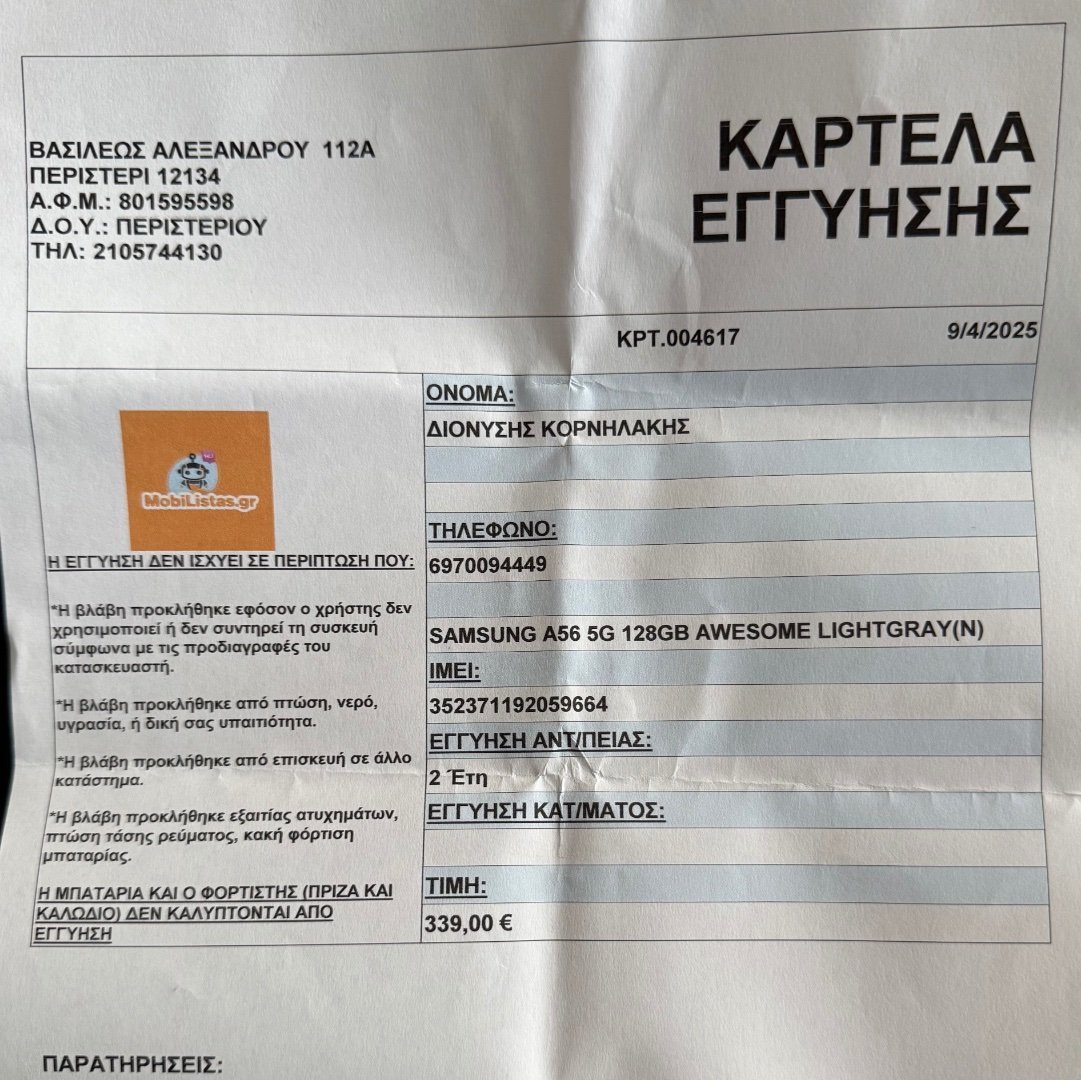 ΒΑΣΙΛΕΩΣ ΑΛΕΞΑΝΔΡΟΥ 112Α
ΠΕΡΙΣΤΕΡΙ 12134
Α.Φ.Μ.: 801595598
Δ.Ο.Υ.: ΠΕΡΙΣΤΕΡΙΟΥ
ΤΗΛ: 2105744130
ΚΑΡΤΕΛΑ
ΕΓΓΥΗΣΗΣ
ΚΡΤ.004617
9/4/2025
MobiListas.gr
Η ΕΓΓΥΗΣΗ ΔΕΝ ΙΣΧΥΕΙ ΣΕ ΠΕΡΙΠΤΩΣΗ ΠΟΥ:
*Η βλάβη προκλήθηκε εφόσον ο χρήστης δεν
χρησιμοποιεί ή δεν συντηρεί τη συσκευή
σύμφωνα με τις προδιαγραφές του
κατασκευαστή.
*Η βλάβη προκλήθηκε από πτώση, νερό,
υγρασία, ή δική σας υπαιτιότητα.
*Η βλάβη προκλήθηκε από επισκευή σε άλλο
κατάστημα.
*Η βλάβη προκλήθηκε εξαιτίας ατυχημάτων,
πτώση τάσης ρεύματος, κακή φόρτιση
μπαταρίας.
Η ΜΠΑΤΑΡΙΑ ΚΑΙ Ο ΦΟΡΤΙΣΤΗΣ (ΠΡΙΖΑ ΚΑΙ
ΚΑΛΩΔΙΟ) ΔΕΝ ΚΑΛΥΠΤΟΝΤΑΙ ΑΠΟ
ΕΓΓΥΗΣΗ
ΟΝΟΜΑ:
ΔΙΟΝΥΣΗΣ ΚΟΡΝΗΛΑΚΗΣ
ΤΗΛΕΦΩΝΟ:
6970094449
SAMSUNG A56 5G 128GB AWESOME LIGHTGRAY(N)
IMEI:
352371192059664
ΕΓΓΥΗΣΗ ΑΝΤ/ΠΕΙΑΣ:
2 Έτη
ΕΓΓΥΗΣΗ ΚΑΤ/ΜΑΤΟΣ:
ΤΙΜΗ:
339,00 €
ΠΑΡΑΤΗΡΗΣΕΙΣ: